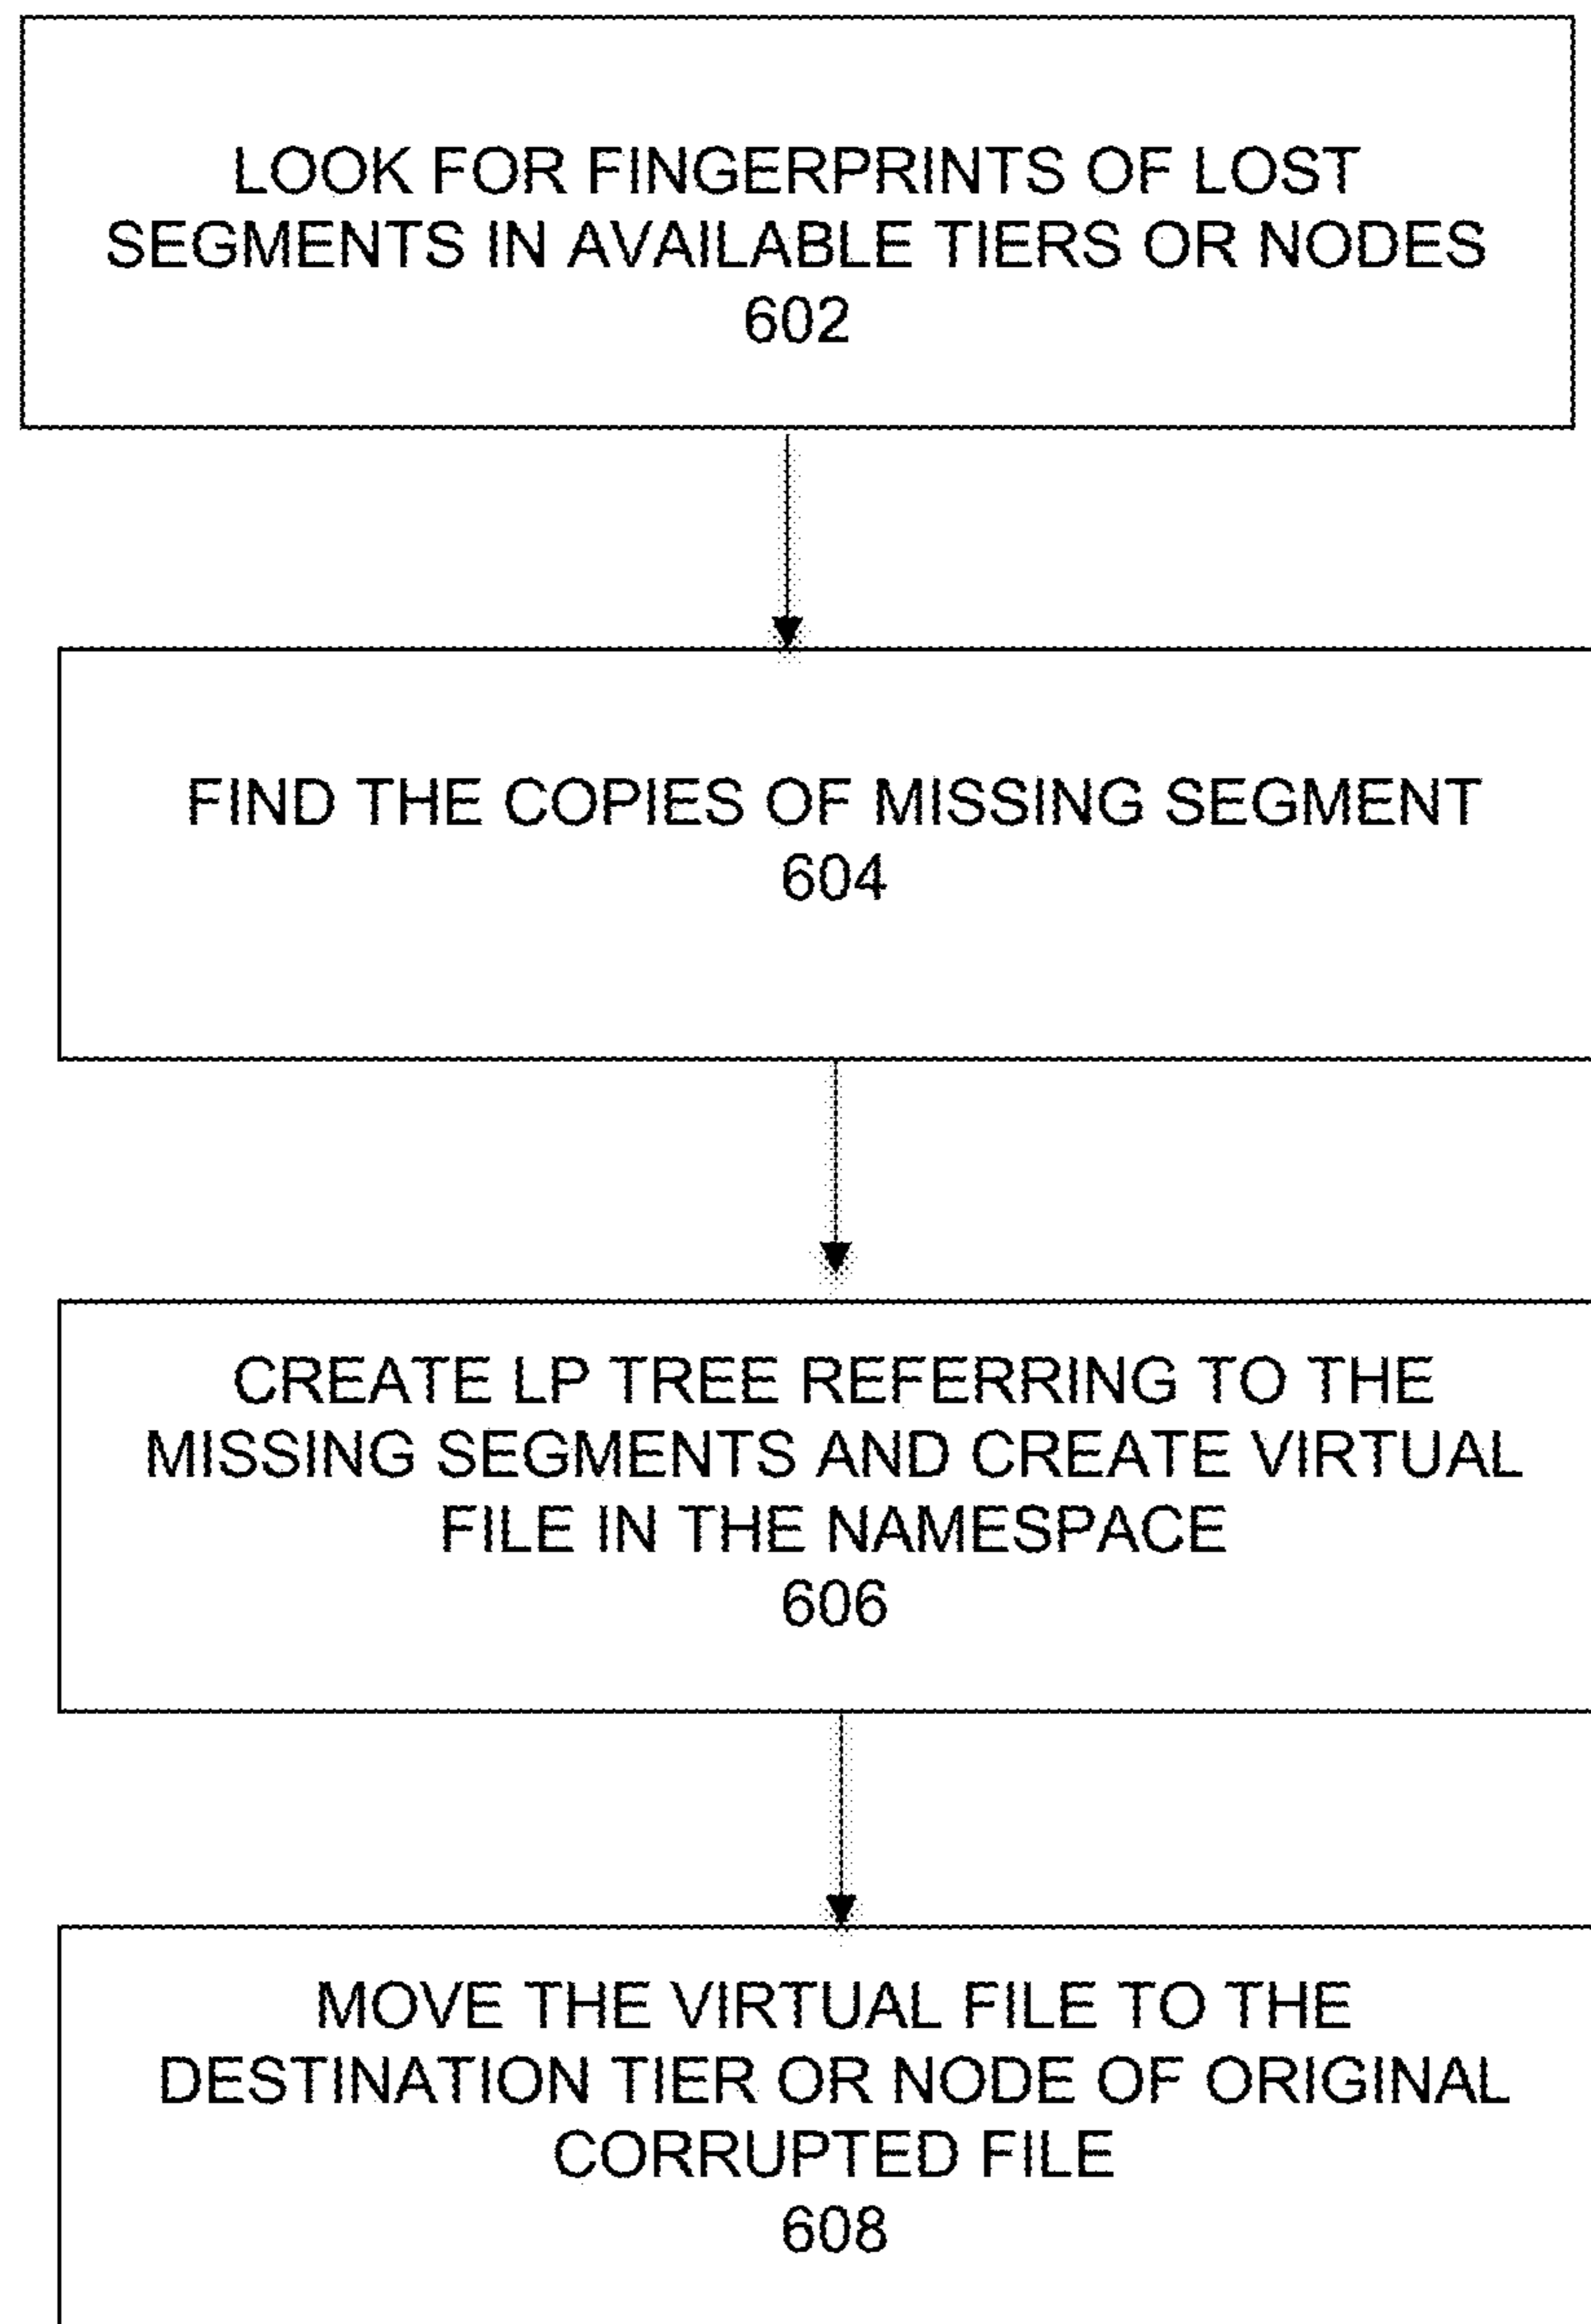 LOOK FOR FINGERPRINTS OF LOST
SEGMENTS IN AVAILABLE TIERS OR NODES
602
FIND THE COPIES OF MISSING SEGMENT
604
CREATE LP TREE REFERRING TO THE
MISSING SEGMENTS AND CREATE VIRTUAL
FILE IN THE NAMESPACE
606
MOVE THE VIRTUAL FILE TO THE
DESTINATION TIER OR NODE OF ORIGINAL
CORRUPTED FILE
608